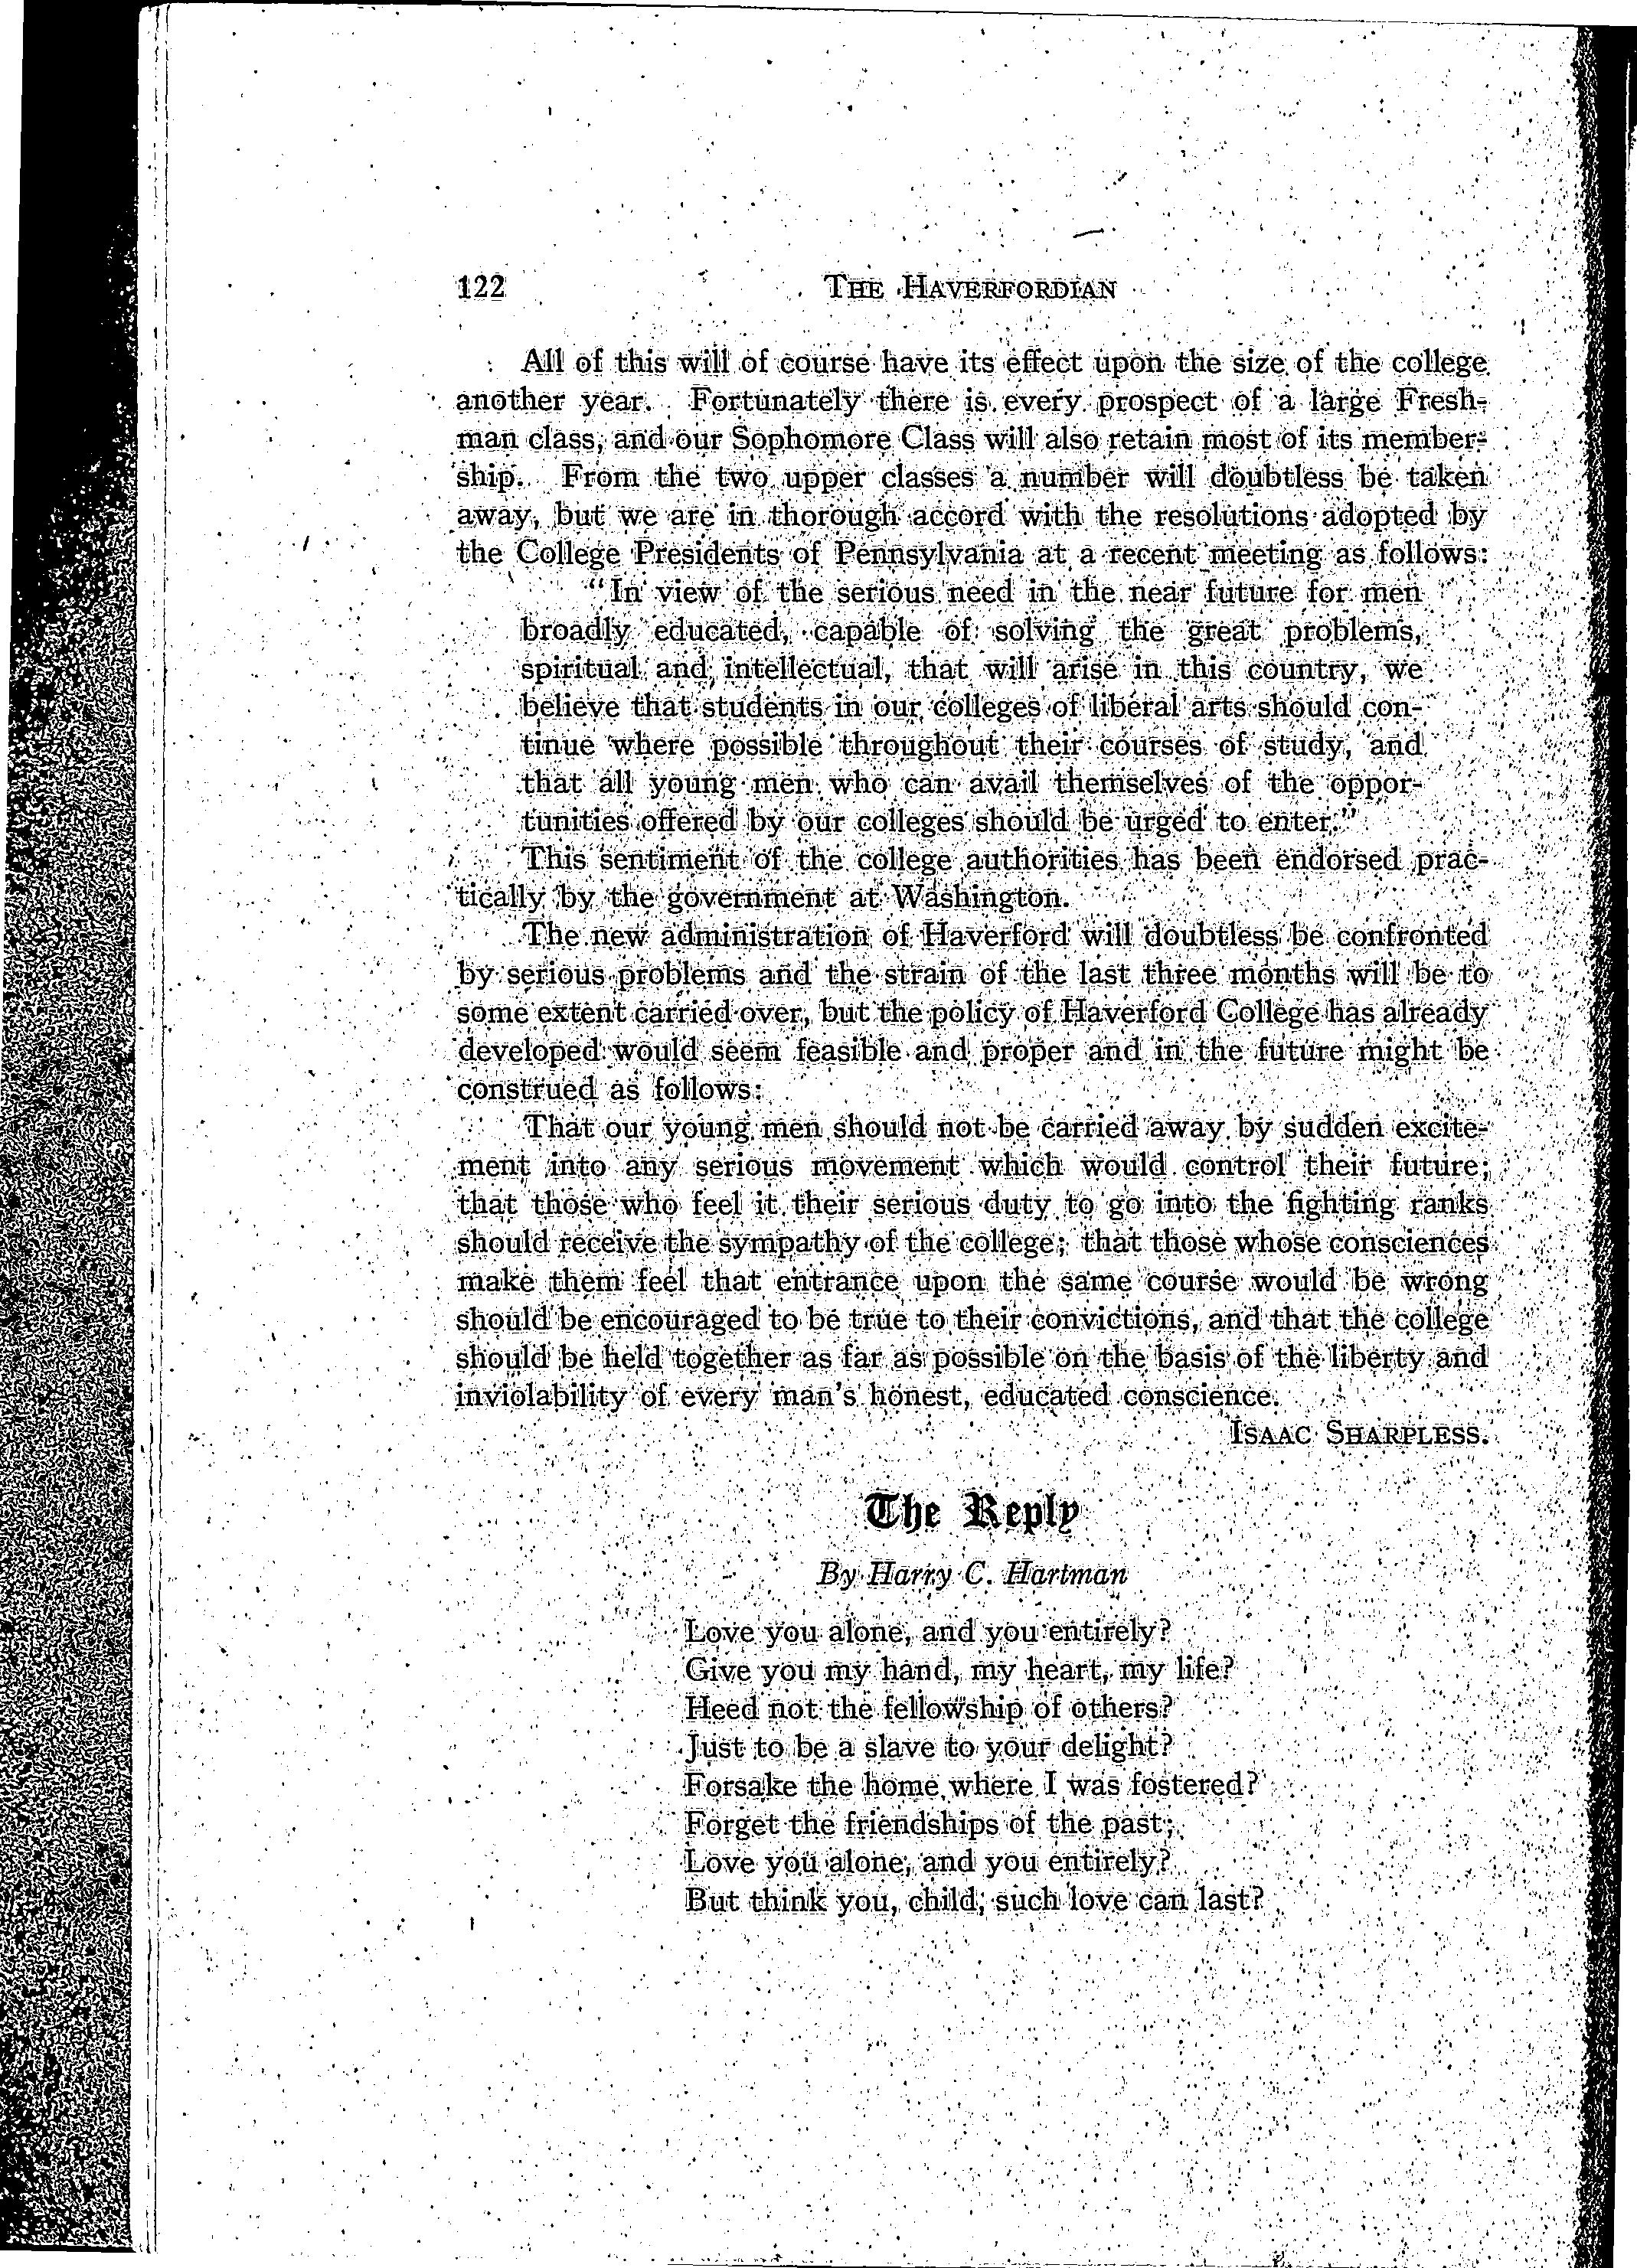 122 THE HAVERFORDIAN
All of this will of course have its effect upon the size of the college
another year. Fortunately there is every prospect of a large Fresh-
man class, and our Sophomore Class will also retain most of its member-
ship. From the two upper classes a number will doubtless be taken
away, but we are in thorough accord with the resolutions adopted by
the College Presidents of Pennsylvania at a recent meeting as follows:
"In view of the serious need in the near future for men
broadly educated, capable of solving the great problems,
spiritual and intellectual, that will arise in this country, we
believe that students in our colleges of liberal arts should con-
tinue where possible throughout their courses of study, and
that all young men who can avail themselves of the oppor-
tunities offered by our colleges should be urged to enter."
This sentiment of the college authorities has been endorsed prac-
tically by the government at Washington.
The new administration of Haverford will doubtless be confronted
by serious problems and the strain of the last three months will be to
some extent carried over, but the policy of Haverford College has already
developed would seem feasible and proper and in the future might be
construed as follows:
That our young men should not be carried away by sudden excite-
ment into any serious movement which would control their future;
that those who feel it their serious duty to go into the fighting ranks
should receive the sympathy of the college; that those whose consciences
make them feel that entrance upon the same course would be wrong
should be encouraged to be true to their convictions, and that the college
should be held together as far as possible on the basis of the liberty and
inviolability of every man's honest, educated conscience.
ISAAC SHARPLESS.
The Reply
By Harry C. Hartman
Love you alone, and you entirely?
Give you my hand, my heart, my life?
Heed not the fellowship of others?
Just to be a slave to your delight?
Forsake the home where I was fostered?
Forget the friendships of the past;
Love you alone, and you entirely?
But think you, child, such love can last?